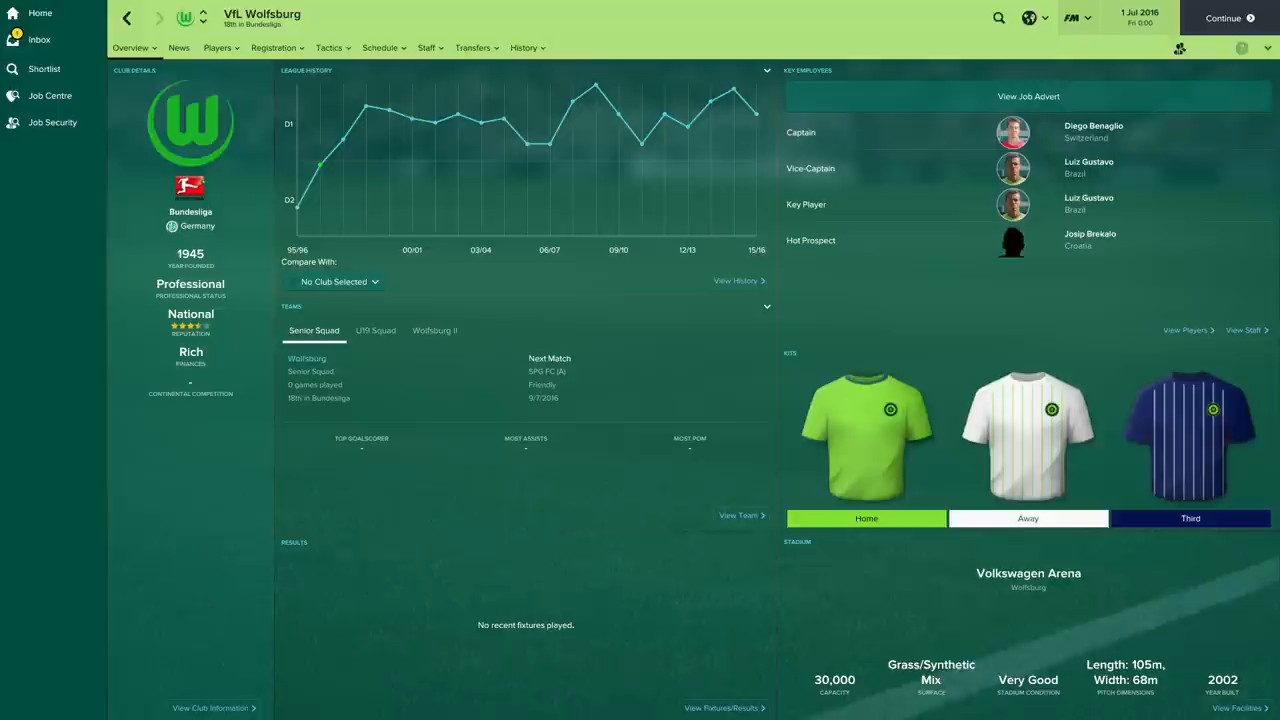 Home
1
Inbox
Shortlist
Job Centre
Job Security
VfL Wolfsburg
18th in Bundesliga
FM
1 Jul 2016
Fri 0:00
Continue
Overview
News
Players
Registration
Tactics
Schedule
Staff
Transfers
History
CLUB DETAILS
Bundesliga
Germany
1945
YEAR FOUNDED
Professional
PROFESSIONAL STATUS
National
REPUTATION
Rich
FINANCES
-
CONTINENTAL COMPETITION
View Club Information >
LEAGUE HISTORY
D1
D2
95/96 00/01 03/04 06/07 09/10 12/13 15/16
Compare With:
No Club Selected
View History >
TEAMS
Senior Squad U19 Squad Wolfsburg II
Wolfsburg
Senior Squad
0 games played
18th in Bundesliga
Next Match
SPG FC (A)
Friendly
9/7/2016
TOP GOALSCORER
-
MOST ASSISTS
-
MOST POM
-
View Team >
RESULTS
No recent fixtures played.
View Fixtures/Results >
KEY EMPLOYEES
View Job Advert
Captain
Diego Benaglio
Switzerland
Vice-Captain
Luiz Gustavo
Brazil
Key Player
Luiz Gustavo
Brazil
Hot Prospect
Josip Brekalo
Croatia
View Players > View Staff >
KITS
Home Away Third
STADIUM
Volkswagen Arena
Wolfsburg
30,000
CAPACITY
Grass/Synthetic
Mix
SURFACE
Very Good
STADIUM CONDITION
Length: 105m,
Width: 68m
PITCH DIMENSIONS
2002
YEAR BUILT
View Facilities >